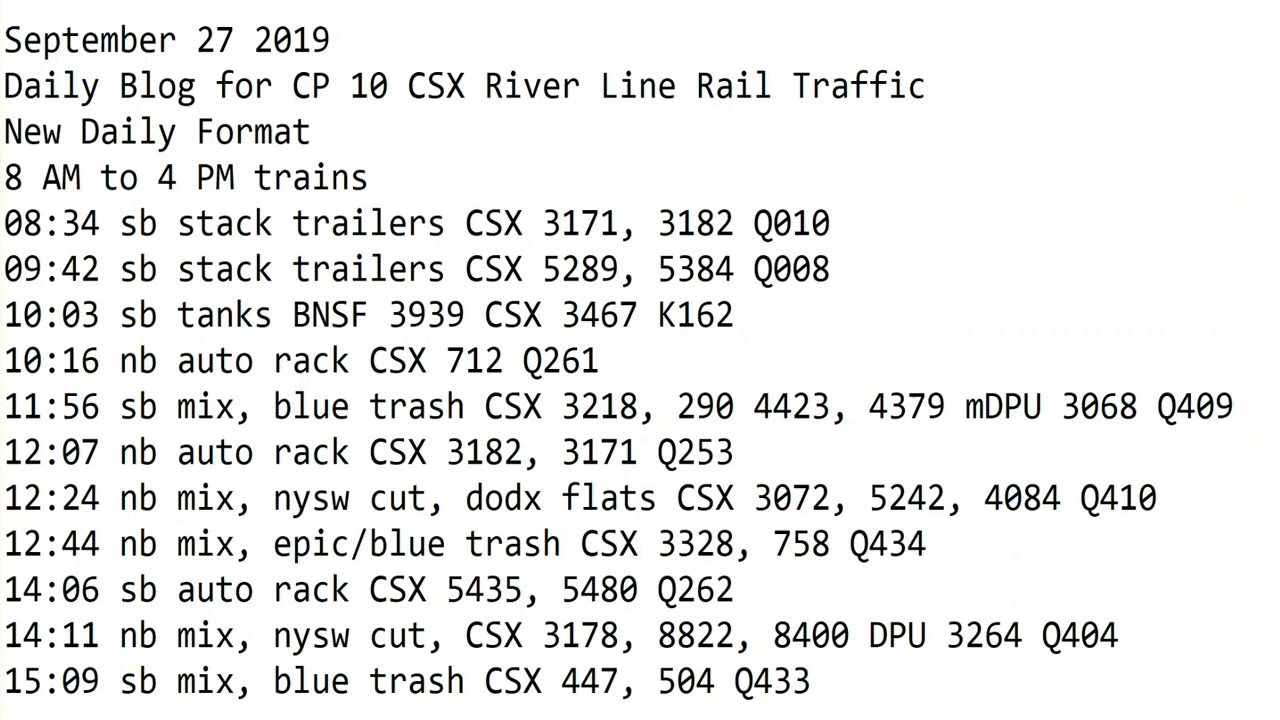 September 27 2019
Daily Blog for CP 10 CSX River Line Rail Traffic
New Daily Format
8 AM to 4 PM trains
08:34 sb stack trailers CSX 3171, 3182 Q010
09:42 sb stack trailers CSX 5289, 5384 Q008
10:03 sb tanks BNSF 3939 CSX 3467 K162
10:16 nb auto rack CSX 712 Q261
11:56 sb mix, blue trash CSX 3218, 290 4423, 4379 mDPU 3068 Q409
12:07 nb auto rack CSX 3182, 3171 Q253
12:24 nb mix, nysw cut, dodx flats CSX 3072, 5242, 4084 Q410
12:44 nb mix, epic/blue trash CSX 3328, 758 Q434
14:06 sb auto rack CSX 5435, 5480 Q262
14:11 nb mix, nysw cut, CSX 3178, 8822, 8400 DPU 3264 Q404
15:09 sb mix, blue trash CSX 447, 504 Q433